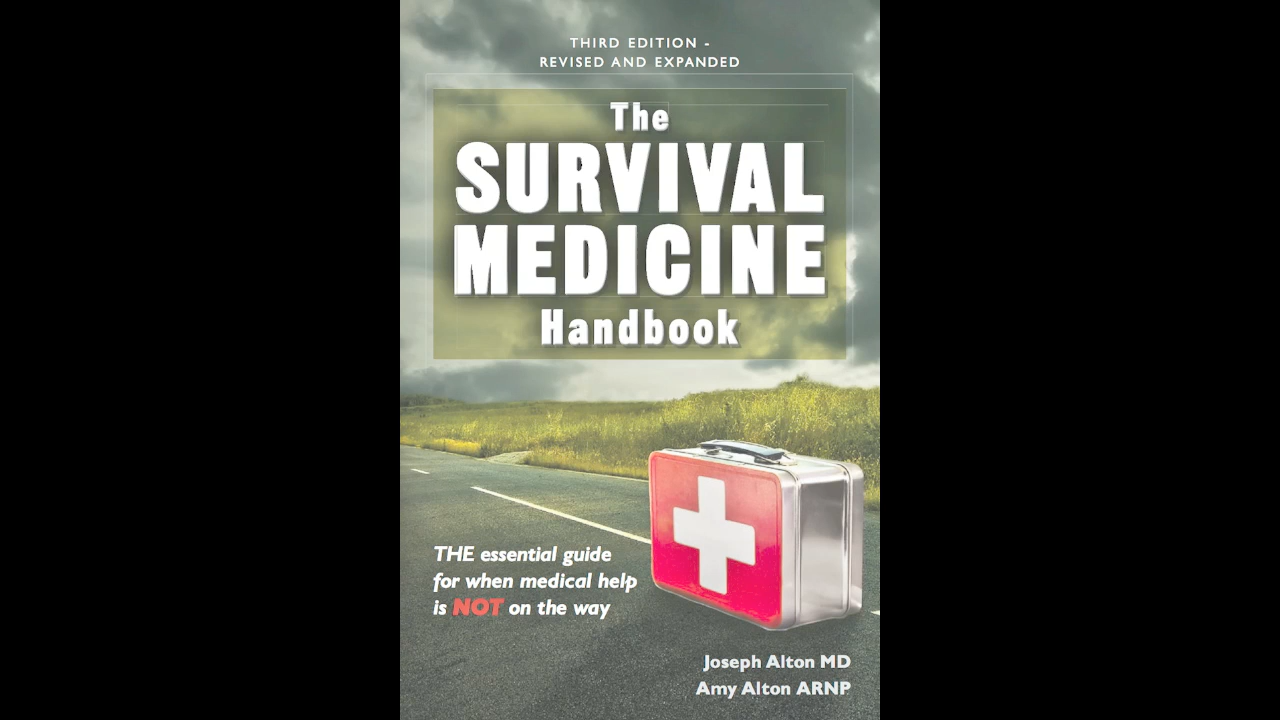 THIRD EDITION -
REVISED AND EXPANDED
The
SURVIVAL
MEDICINE
Handbook
THE essential guide
for when medical help
is NOT on the way
Joseph Alton MD
Amy Alton ARNP